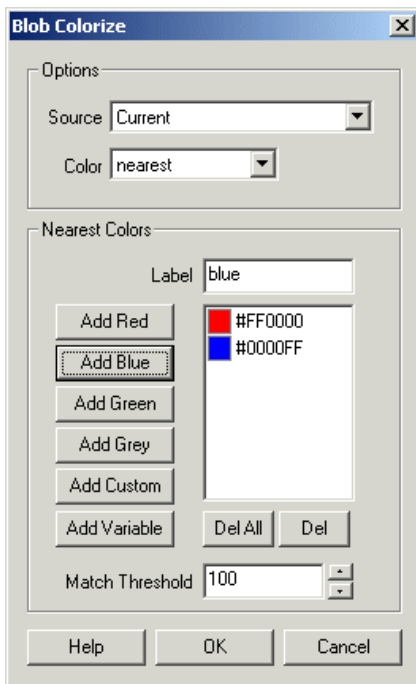 Blob Colorize
Options
Source Current
Color nearest
Nearest Colors
Label blue
Add Red
#FF0000
Add Blue
#0000FF
Add Green
Add Grey
Add Custom
Add Variable Del All Del
Match Threshold 100
Help OK Cancel